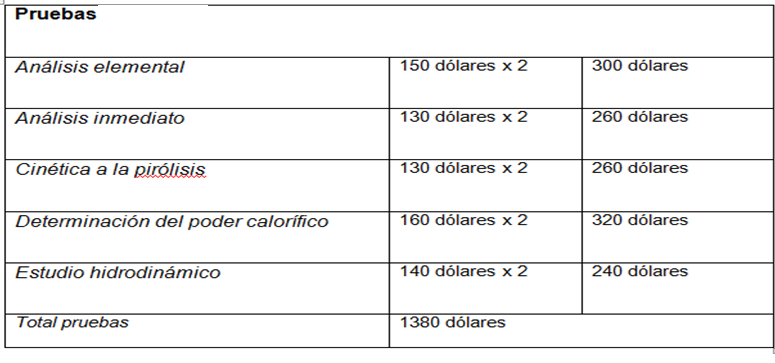 Pruebas
Análisis elemental 150 dólares x 2 300 dólares
Análisis inmediato 130 dólares x 2 260 dólares
Cinética a la pirólisis 130 dólares x 2 260 dólares
Determinación del poder calorífico 160 dólares x 2 320 dólares
Estudio hidrodinámico 140 dólares x 2 240 dólares
Total pruebas 1380 dólares